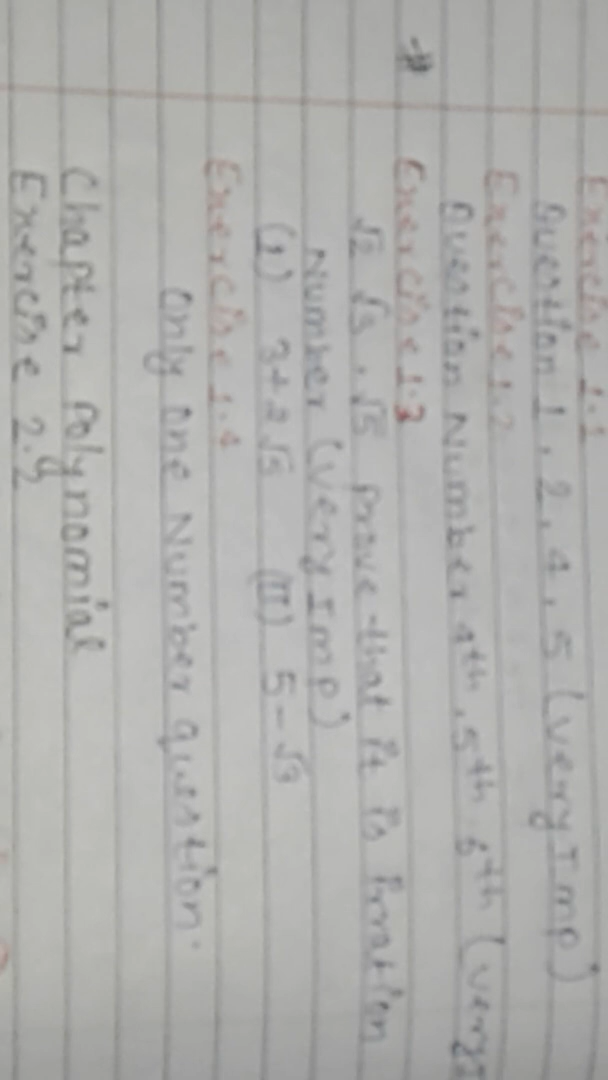 Exercise 1.1
Question 1, 2, 4, 5 (very Imp)
Exercise 1.2
Question Number 4th, 5th 6th (very
Exercise 1.3
√2 √3, √5 prove that it is irration
Number (very Imp)
(I) 3+2√5 (II) 5-√3
Exercise 1.4
only one Number question.
Chapter Polynomial
Exercise 2.2